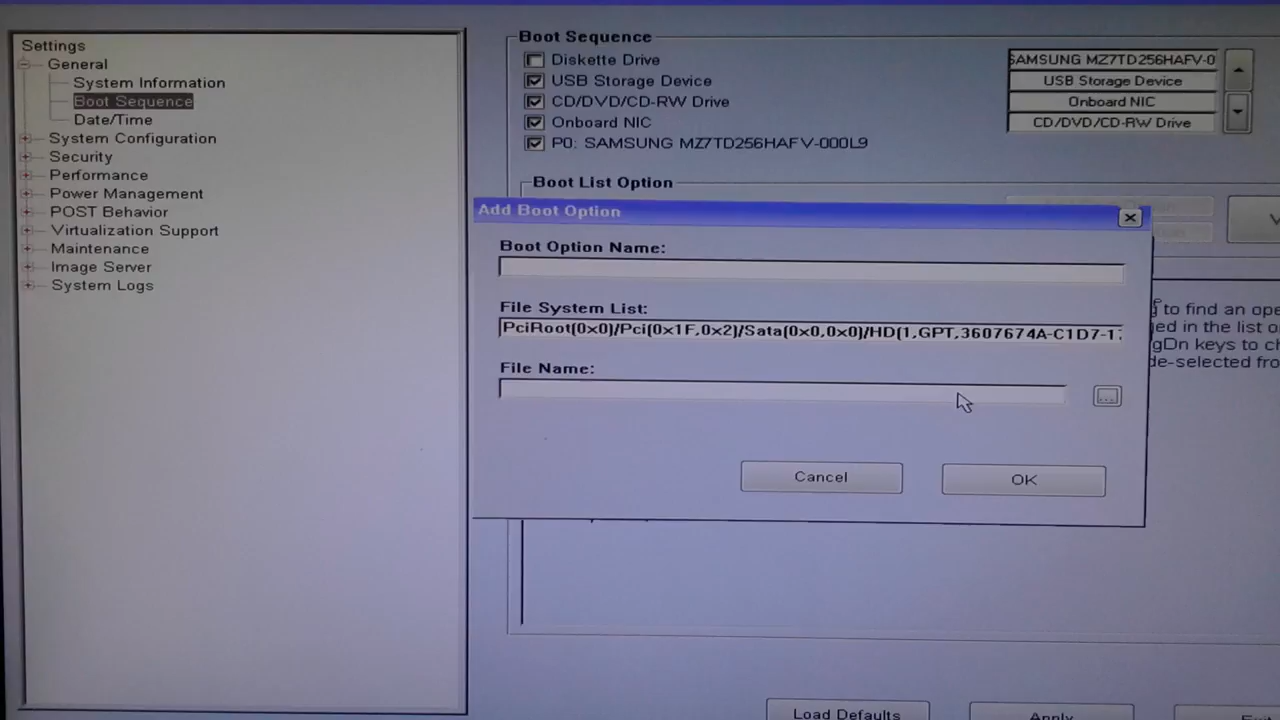 Settings
General
System Information
Boot Sequence
Date/Time
System Configuration
Security
Performance
Power Management
POST Behavior
Virtualization Support
Maintenance
Image Server
System Logs
Boot Sequence
Diskette Drive
USB Storage Device
CD/DVD/CD-RW Drive
Onboard NIC
P0: SAMSUNG MZ7TD256HAFV-000L9
SAMSUNG MZ7TD256HAFV-0
USB Storage Device
Onboard NIC
CD/DVD/CD-RW Drive
Boot List Option
Add Boot Option
Boot Option Name:
File System List:
PciRoot(0x0)/Pci(0x1F,0x2)/Sata(0x0,0x0)/HD(1,GPT,3607674A-C1D7-1
File Name:
...
Cancel
OK
to find an ope
ed in the list o
gDn keys to ch
de-selected fro
Load Defaults
Apply